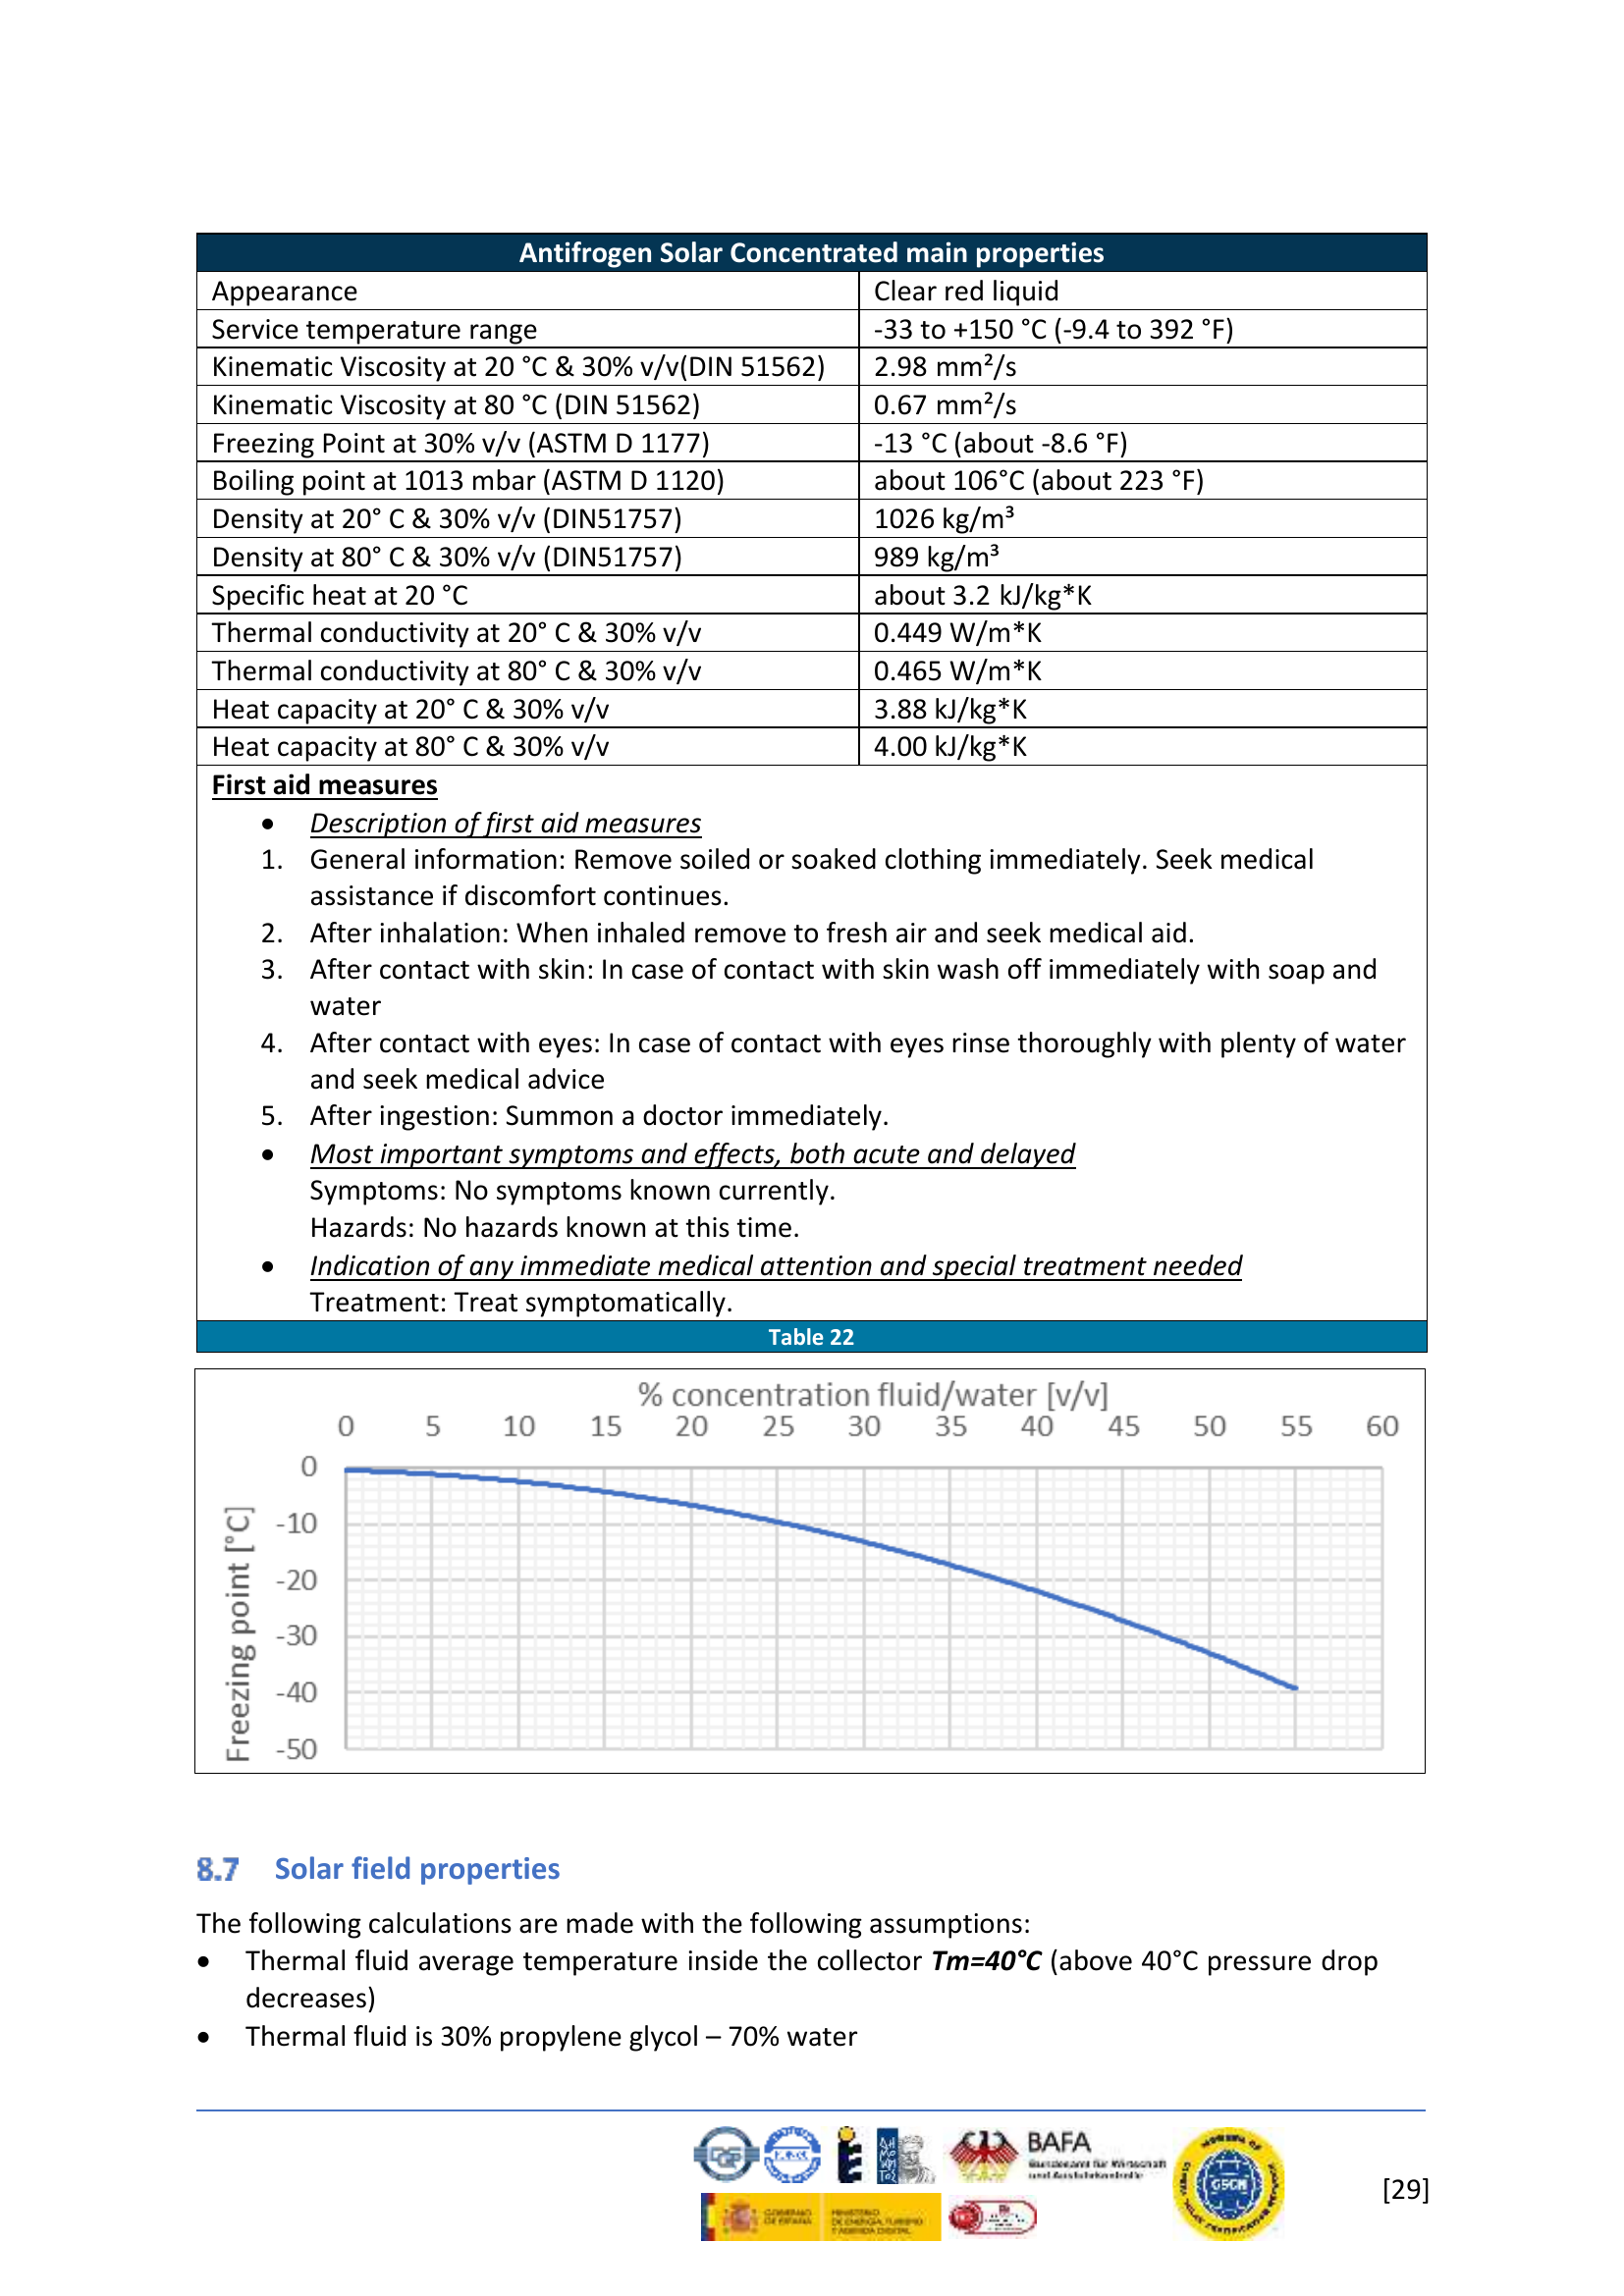 Antifrogen Solar Concentrated main properties
Appearance Clear red liquid
Service temperature range -33 to +150 °C (-9.4 to 392 °F)
Kinematic Viscosity at 20 °C & 30% v/v(DIN 51562) 2.98 mm²/s
Kinematic Viscosity at 80 °C (DIN 51562) 0.67 mm²/s
Freezing Point at 30% v/v (ASTM D 1177) -13 °C (about -8.6 °F)
Boiling point at 1013 mbar (ASTM D 1120) about 106°C (about 223 °F)
Density at 20° C & 30% v/v (DIN51757) 1026 kg/m³
Density at 80° C & 30% v/v (DIN51757) 989 kg/m³
Specific heat at 20 °C about 3.2 kJ/kg*K
Thermal conductivity at 20° C & 30% v/v 0.449 W/m*K
Thermal conductivity at 80° C & 30% v/v 0.465 W/m*K
Heat capacity at 20° C & 30% v/v 3.88 kJ/kg*K
Heat capacity at 80° C & 30% v/v 4.00 kJ/kg*K
First aid measures
• Description of first aid measures
1. General information: Remove soiled or soaked clothing immediately. Seek medical
assistance if discomfort continues.
2. After inhalation: When inhaled remove to fresh air and seek medical aid.
3. After contact with skin: In case of contact with skin wash off immediately with soap and
water
4. After contact with eyes: In case of contact with eyes rinse thoroughly with plenty of water
and seek medical advice
5. After ingestion: Summon a doctor immediately.
• Most important symptoms and effects, both acute and delayed
Symptoms: No symptoms known currently.
Hazards: No hazards known at this time.
• Indication of any immediate medical attention and special treatment needed
Treatment: Treat symptomatically.
Table 22
% concentration fluid/water [v/v]
0 5 10 15 20 25 30 35 40 45 50 55 60
Freezing point [°C]
0
-10
-20
-30
-40
-50
8.7 Solar field properties
The following calculations are made with the following assumptions:
• Thermal fluid average temperature inside the collector Tm=40°C (above 40°C pressure drop
decreases)
• Thermal fluid is 30% propylene glycol – 70% water
BAFA
Bundesamt für Wirtschaft
und Ausfuhrkontrolle
GSCN
GOBIERNO
DE ESPAÑA
MINISTERIO
DE ENERGÍA, TURISMO
Y AGENDA DIGITAL
[29]